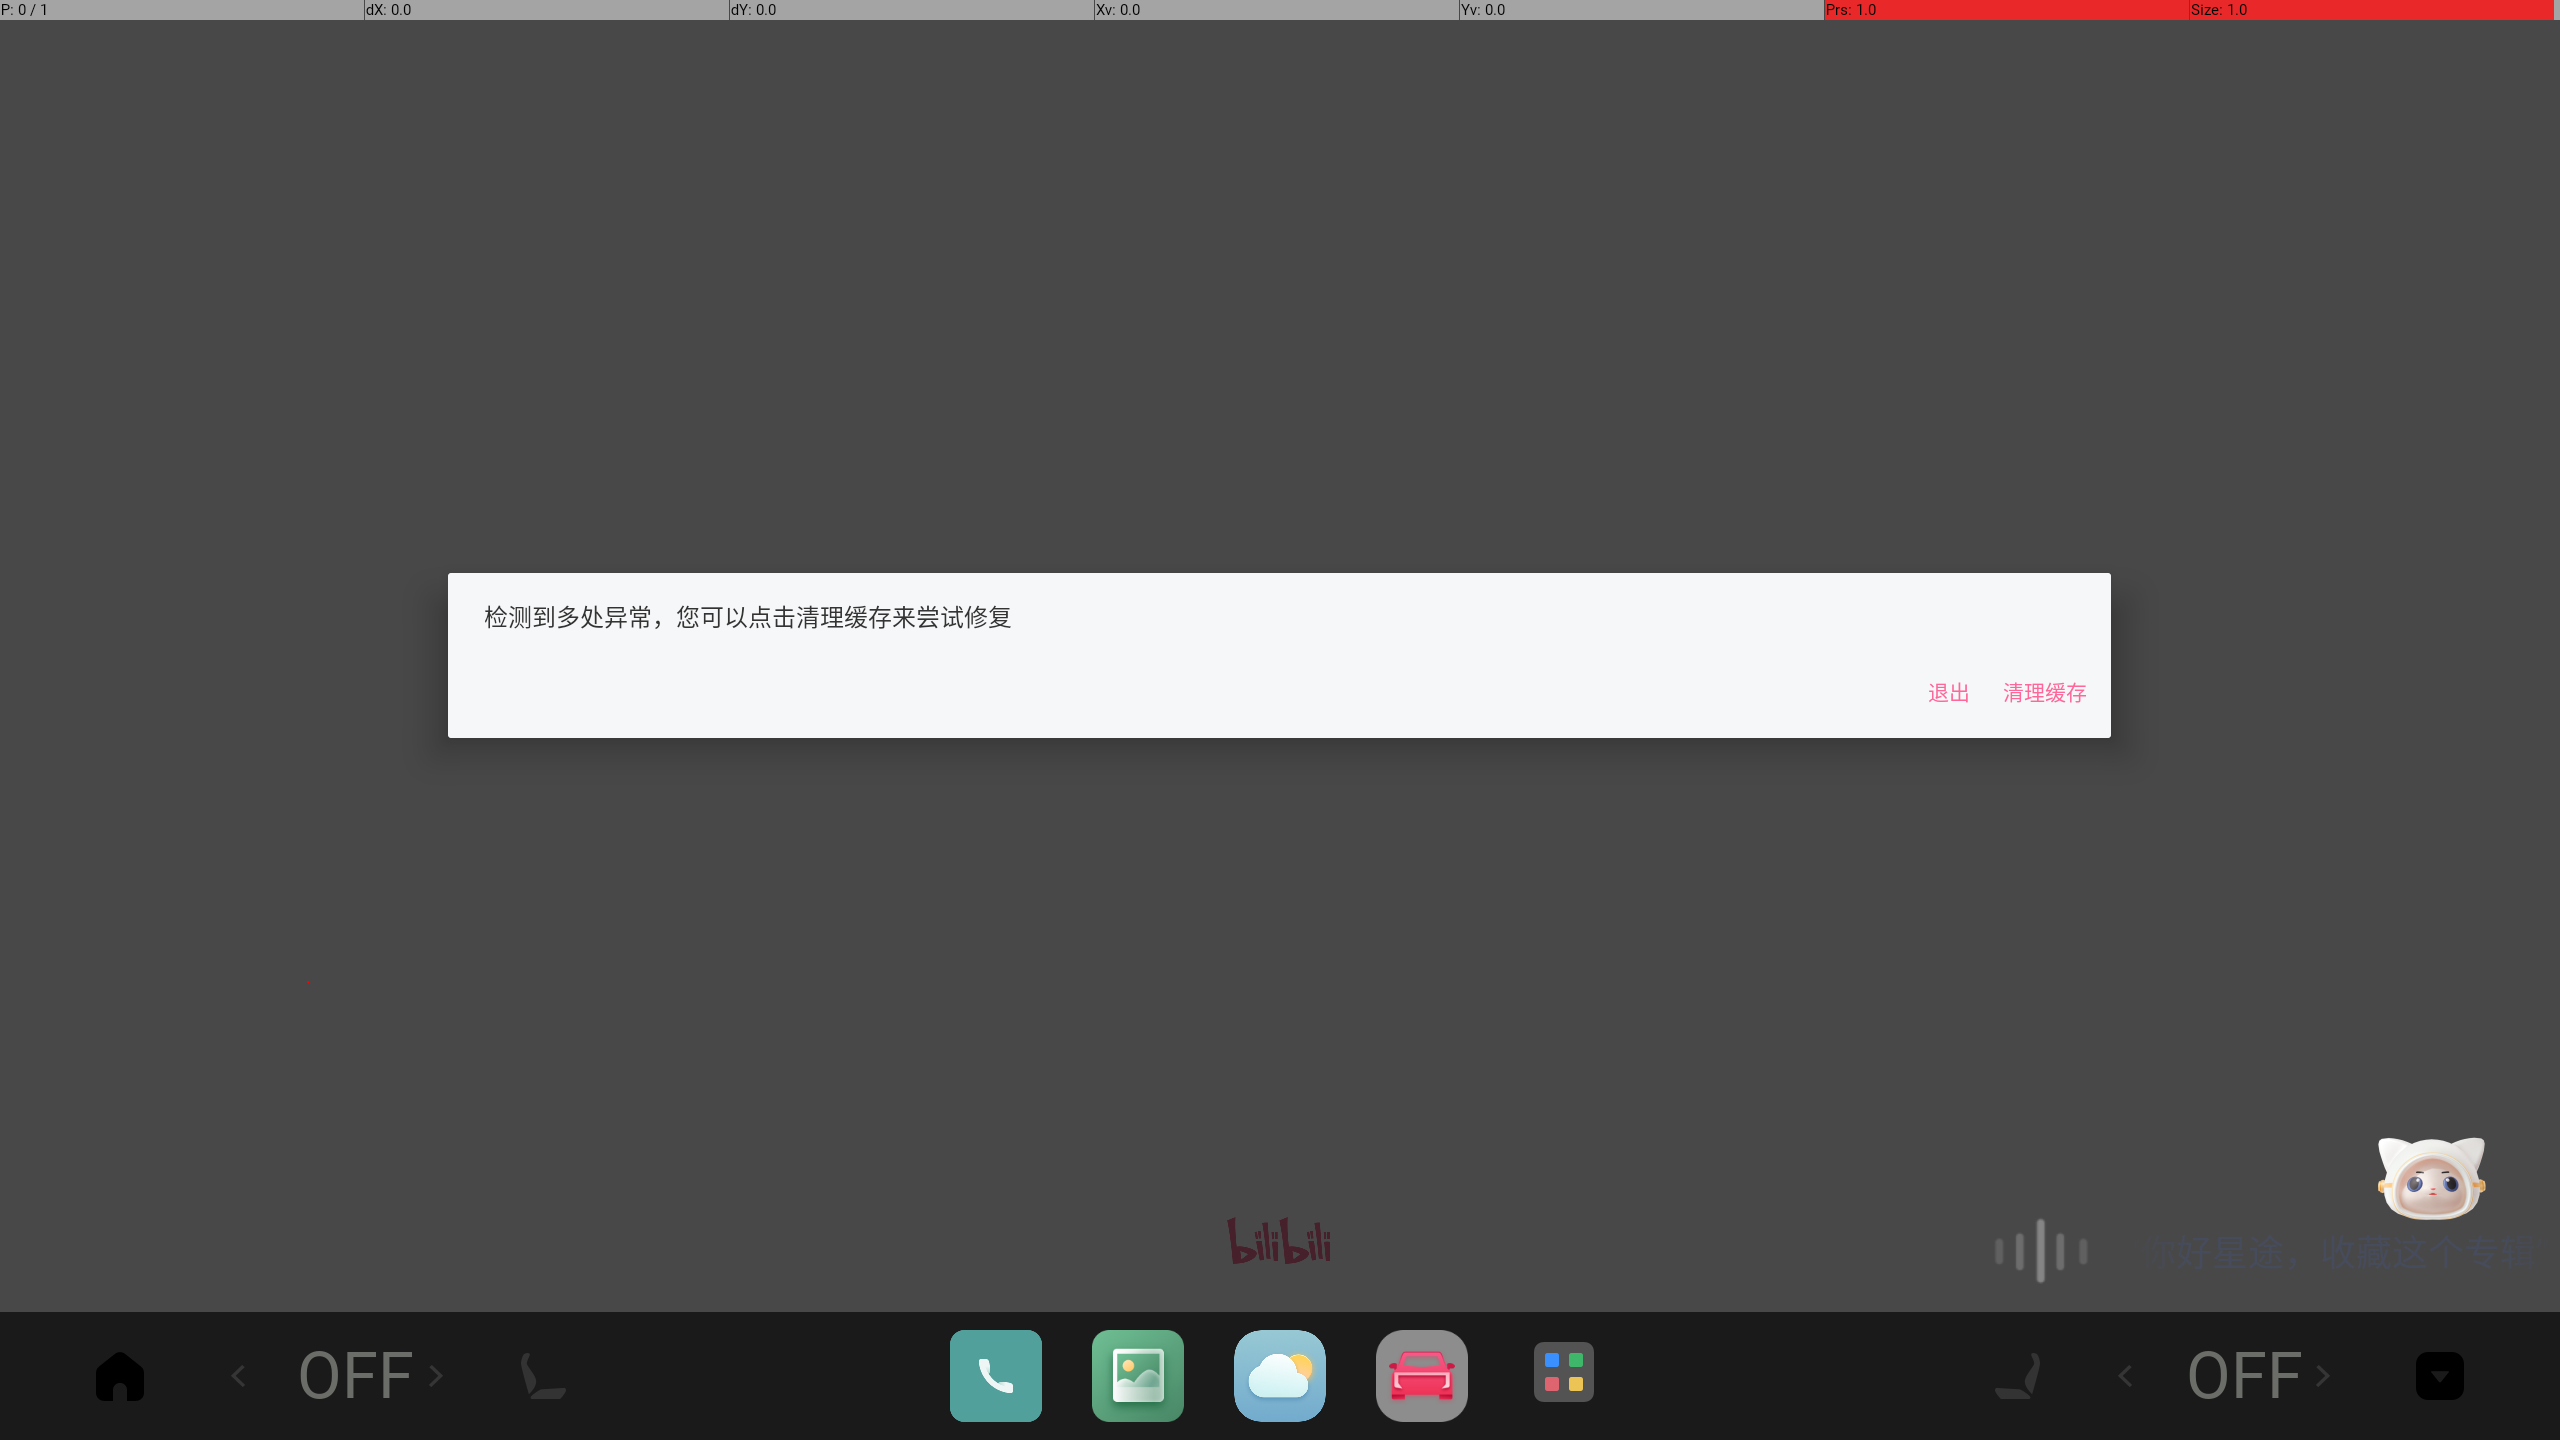 P: 0 / 1 dX: 0.0 dY: 0.0 Xv: 0.0 Yv: 0.0 Prs: 1.0 Size: 1.0
检测到多处异常，您可以点击清理缓存来尝试修复
退出 清理缓存
bilibili
好星途，收藏这个专辑
OFF OFF